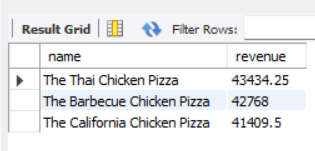 Result Grid Filter Rows:
name revenue
The Thai Chicken Pizza 43434.25
The Barbecue Chicken Pizza 42768
The California Chicken Pizza 41409.5